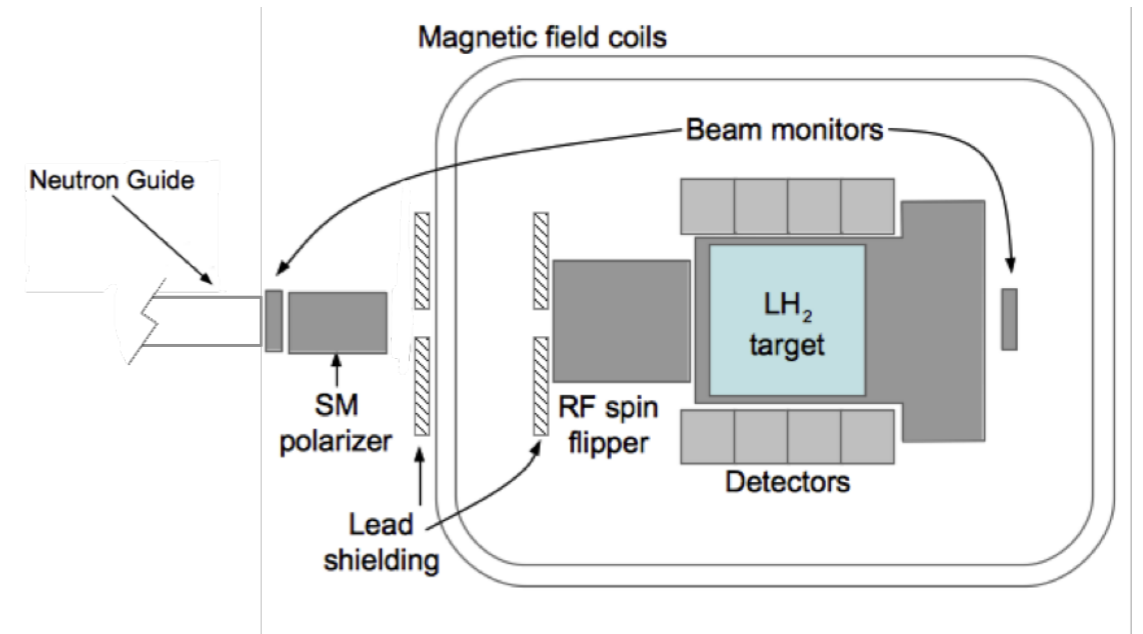 Magnetic field coils
Beam monitors
Neutron Guide
LH₂
target
SM
polarizer
RF spin
flipper
Detectors
Lead
shielding